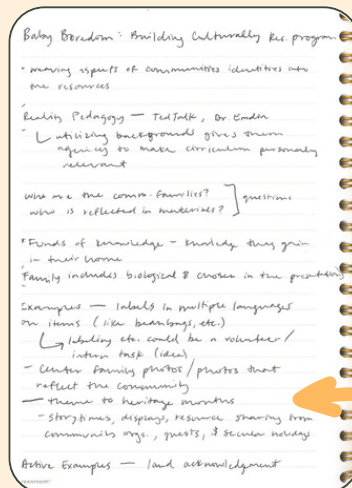 Baby Boredom: Building Culturally Res. program
• weaving aspects of communities identities into
the resources
Reality Pedagogy — Ted Talk, Dr. Emdin
utilizing backgrounds gives them
agencies to make cirriculum personally
relevant
who are the comm. families?
who is reflected in materials? ] questions
• Funds of knowledge - knowledge they gain
in their home
Family includes biological & chosen in the presentation
Examples — labels in multiple languages
on items (like beanbags, etc.)
labeling etc. could be a volunteer/
intern task (idea)
- Center family photos/photos that
reflect the community
— theme to heritage months
- storytimes, displays, resource sharing from
community orgs., guests, & secular holidays
Active Examples — land acknowledgment